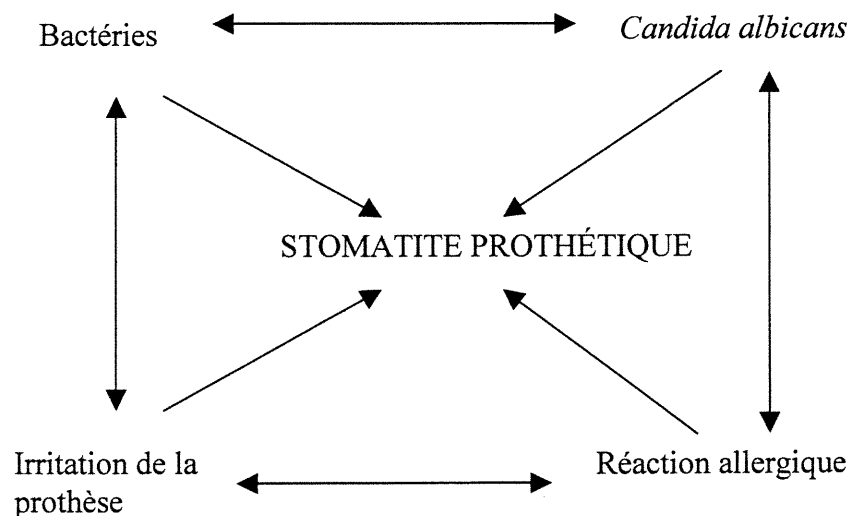 Bactéries
Candida albicans
STOMATITE PROTHÉTIQUE
Irritation de la
prothèse
Réaction allergique